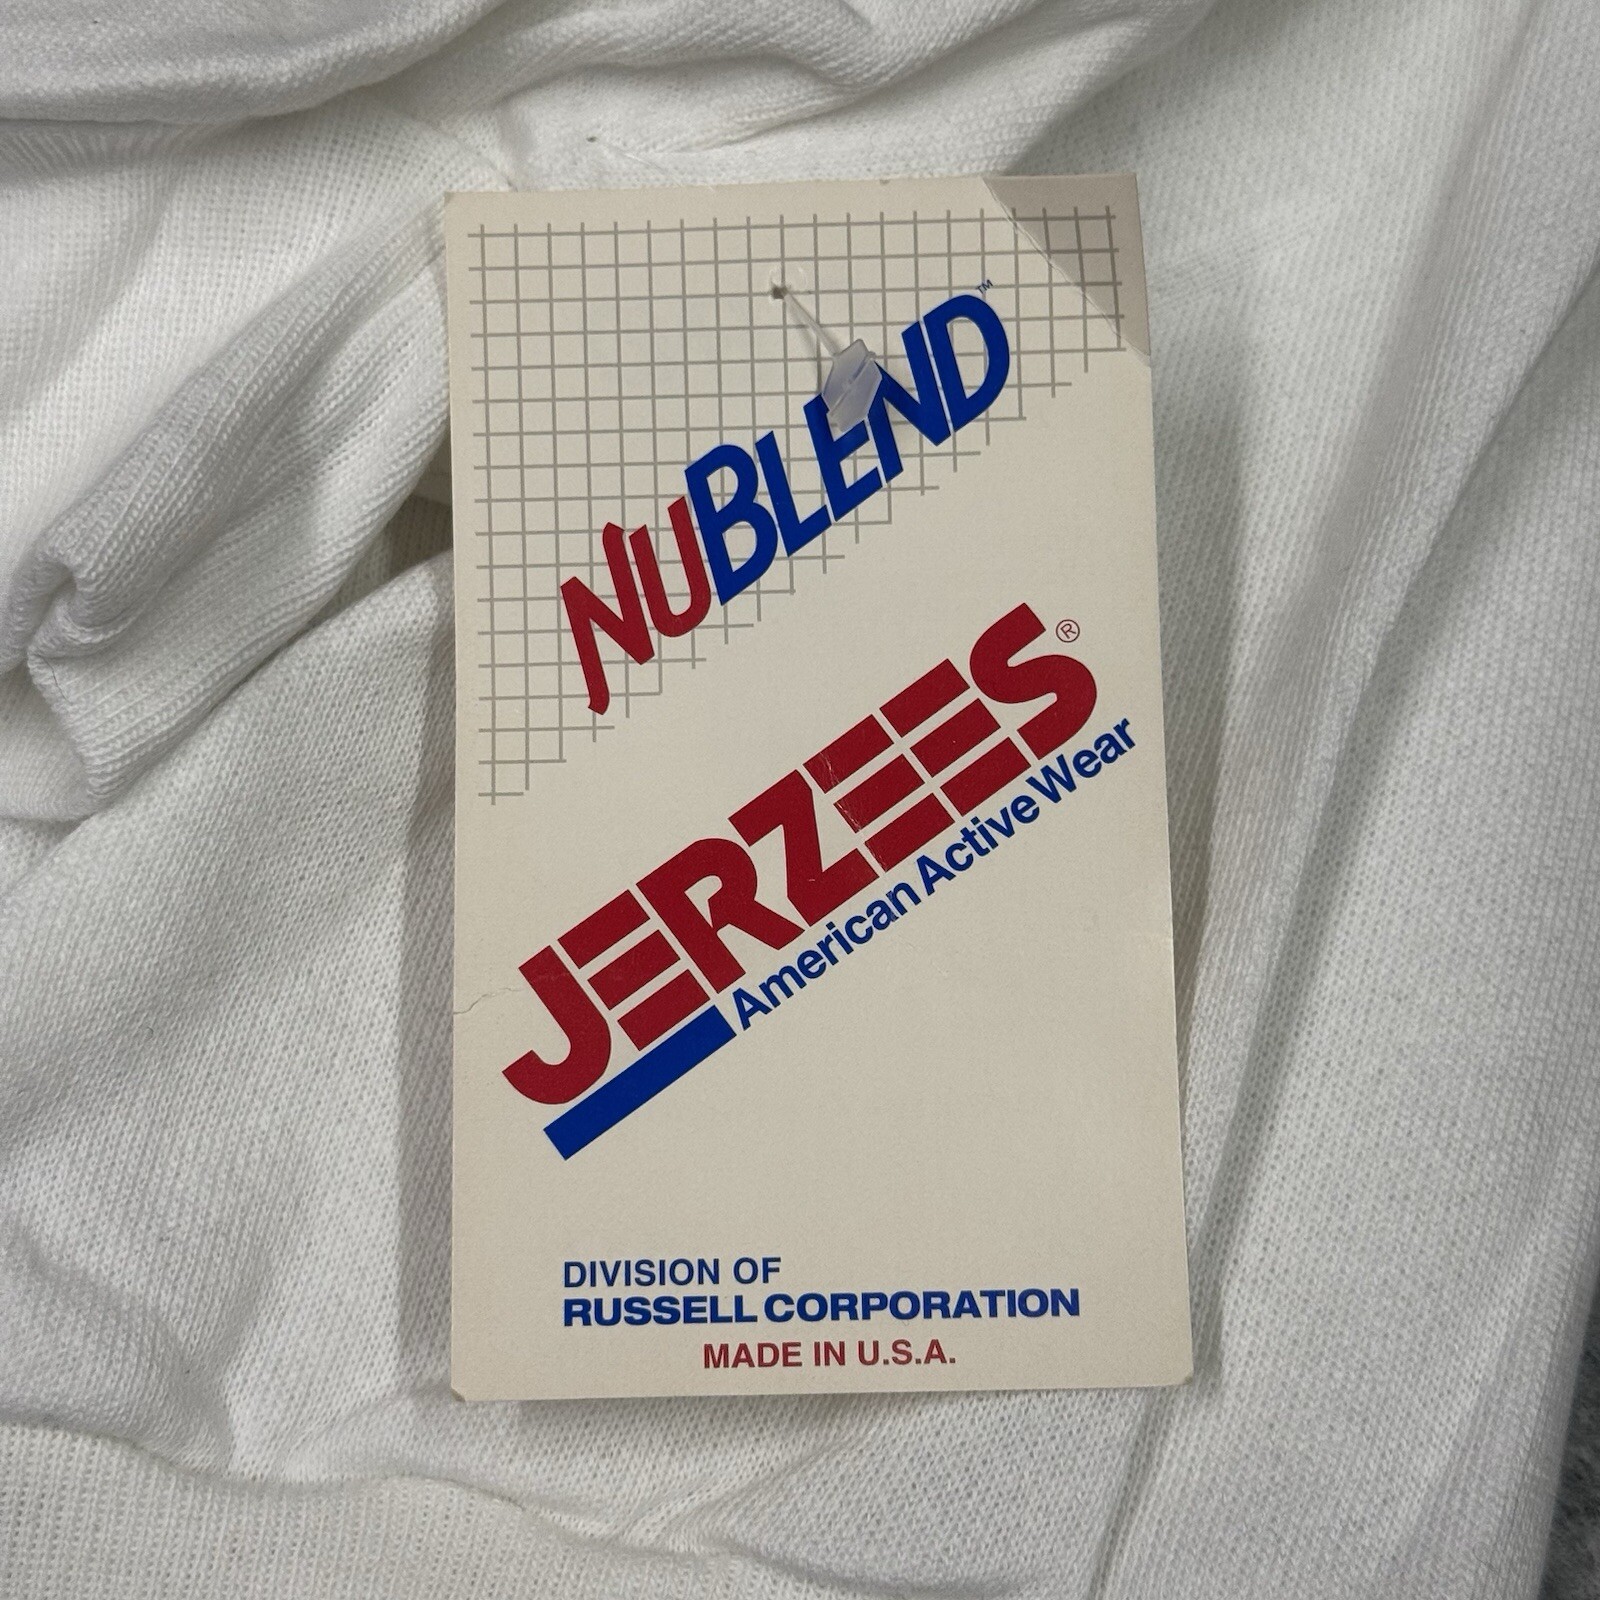 NUBLEND™
JERZEES®
American Active Wear
DIVISION OF
RUSSELL CORPORATION
MADE IN U.S.A.